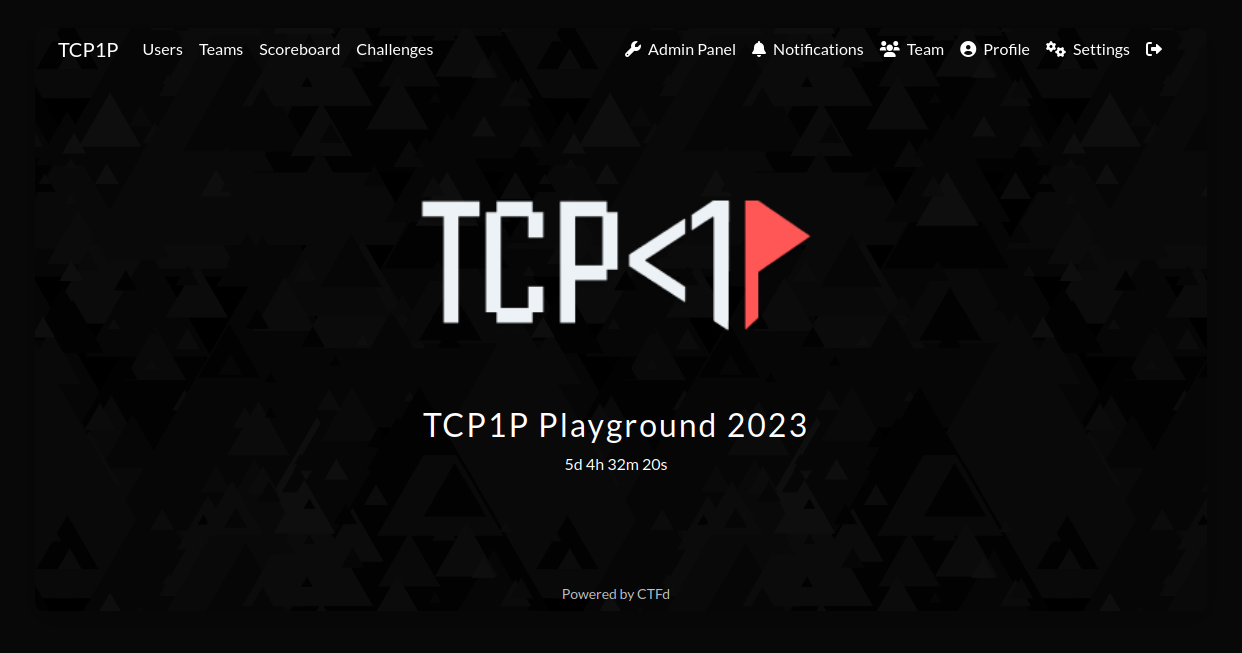 TCP1P Users Teams Scoreboard Challenges Admin Panel Notifications Team Profile Settings
TCP<1P
TCP1P Playground 2023
5d 4h 32m 20s
Powered by CTFd